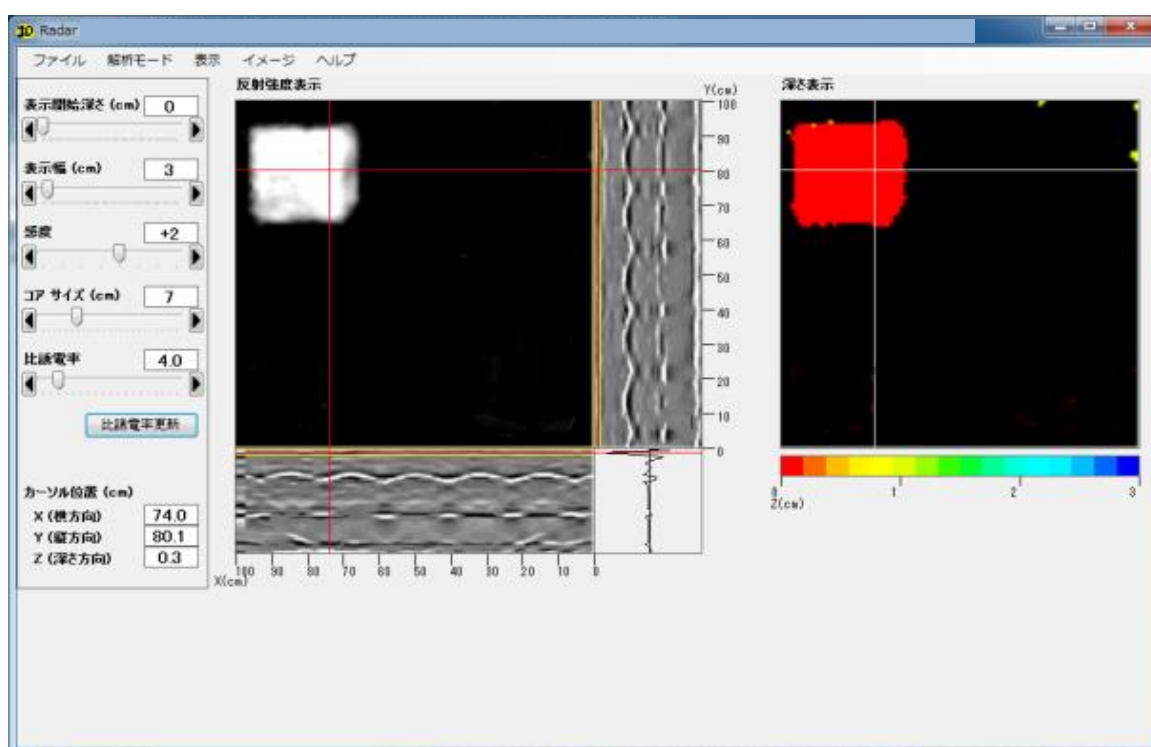 3D Radar
ファイル 解析モード 表示 イメージ ヘルプ
反射強度表示
深さ表示
表示開始深さ (cm) 0
表示幅 (cm) 3
感度 +2
コア サイズ (cm) 7
比誘電率 4.0
比誘電率更新
カーソル位置 (cm)
X (横方向) 74.0
Y (縦方向) 80.1
Z (深さ方向) 0.3
Y(cm)
100
90
80
70
60
50
40
30
20
10
0
X(cm)
100 90 80 70 60 50 40 30 20 10 0
0 1 2 3
Z(cm)